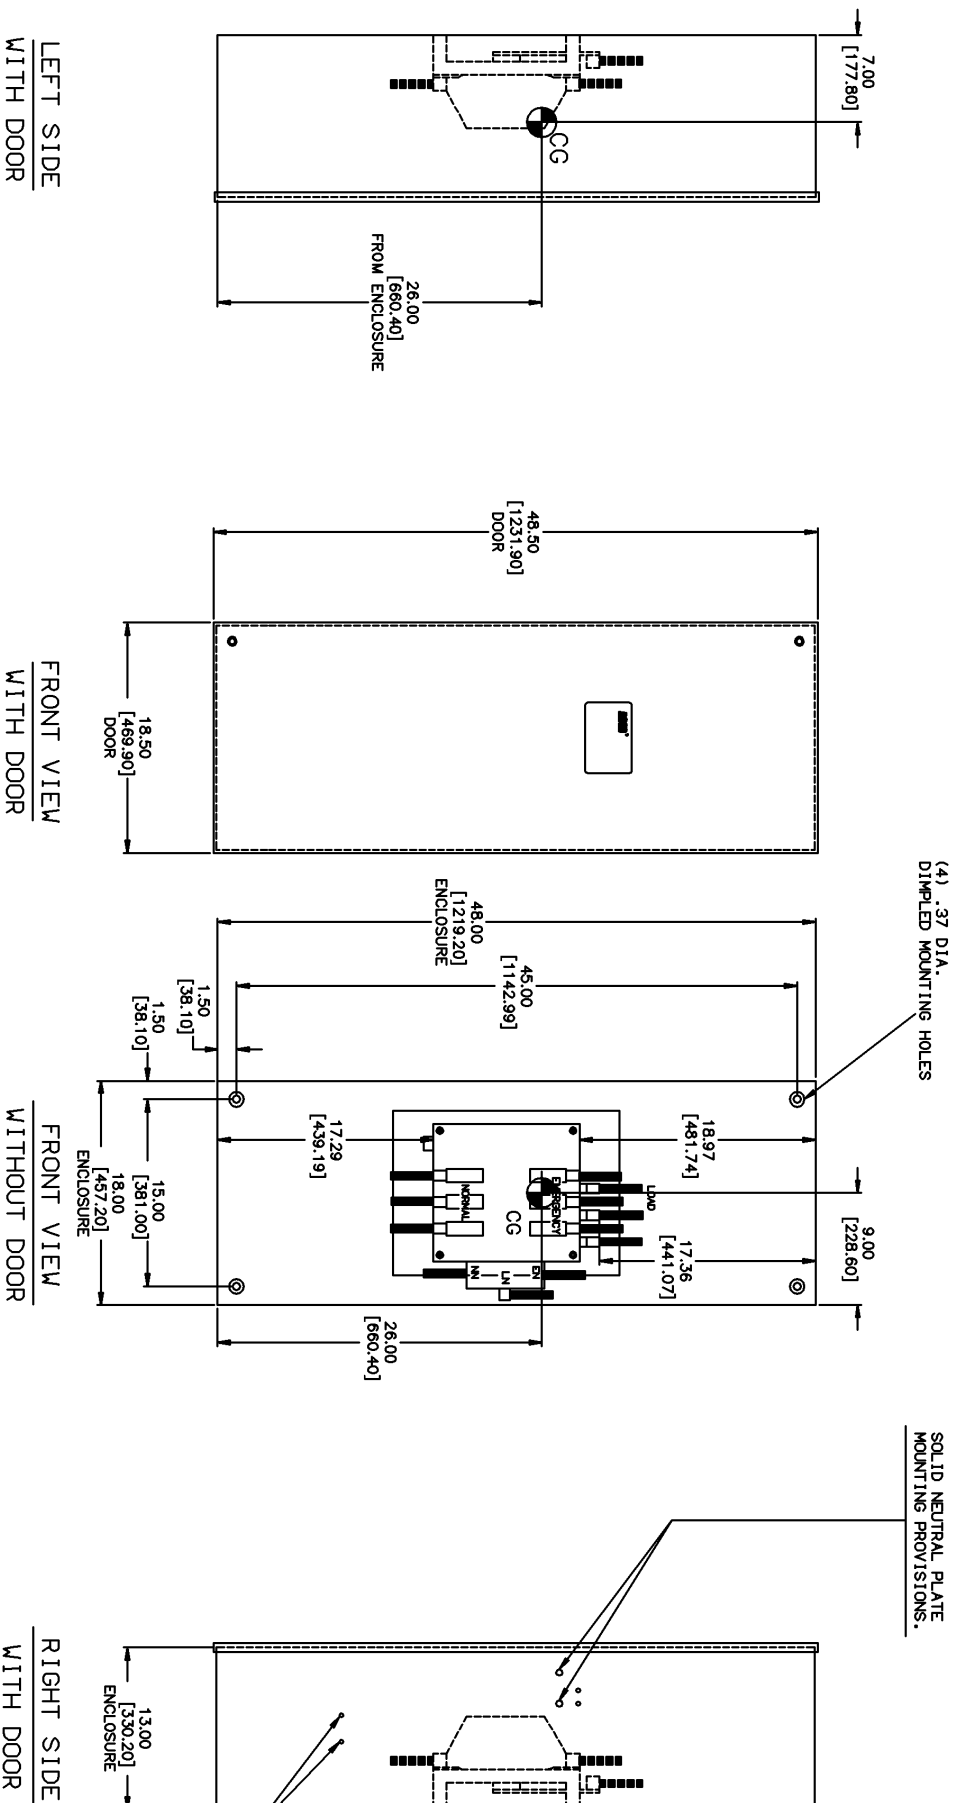 7.00
[177.80]
CG
26.00
[660.40]
FROM ENCLOSURE
LEFT SIDE
WITH DOOR
48.50
[1231.90]
DOOR
18.50
[469.90]
DOOR
FRONT VIEW
WITH DOOR
(4) .37 DIA.
DIMPLED MOUNTING HOLES
48.00
[1219.20]
ENCLOSURE
45.00
[1142.99]
1.50
[38.10]
1.50
[38.10]
18.97
[481.74]
9.00
[228.60]
LOAD
EMERGENCY
NORMAL
CG
17.29
[439.19]
17.36
[441.07]
EN
LN
NN
26.00
[660.40]
15.00
[381.00]
18.00
[457.20]
ENCLOSURE
FRONT VIEW
WITHOUT DOOR
SOLID NEUTRAL PLATE
MOUNTING PROVISIONS.
13.00
[330.20]
ENCLOSURE
RIGHT SIDE
WITH DOOR